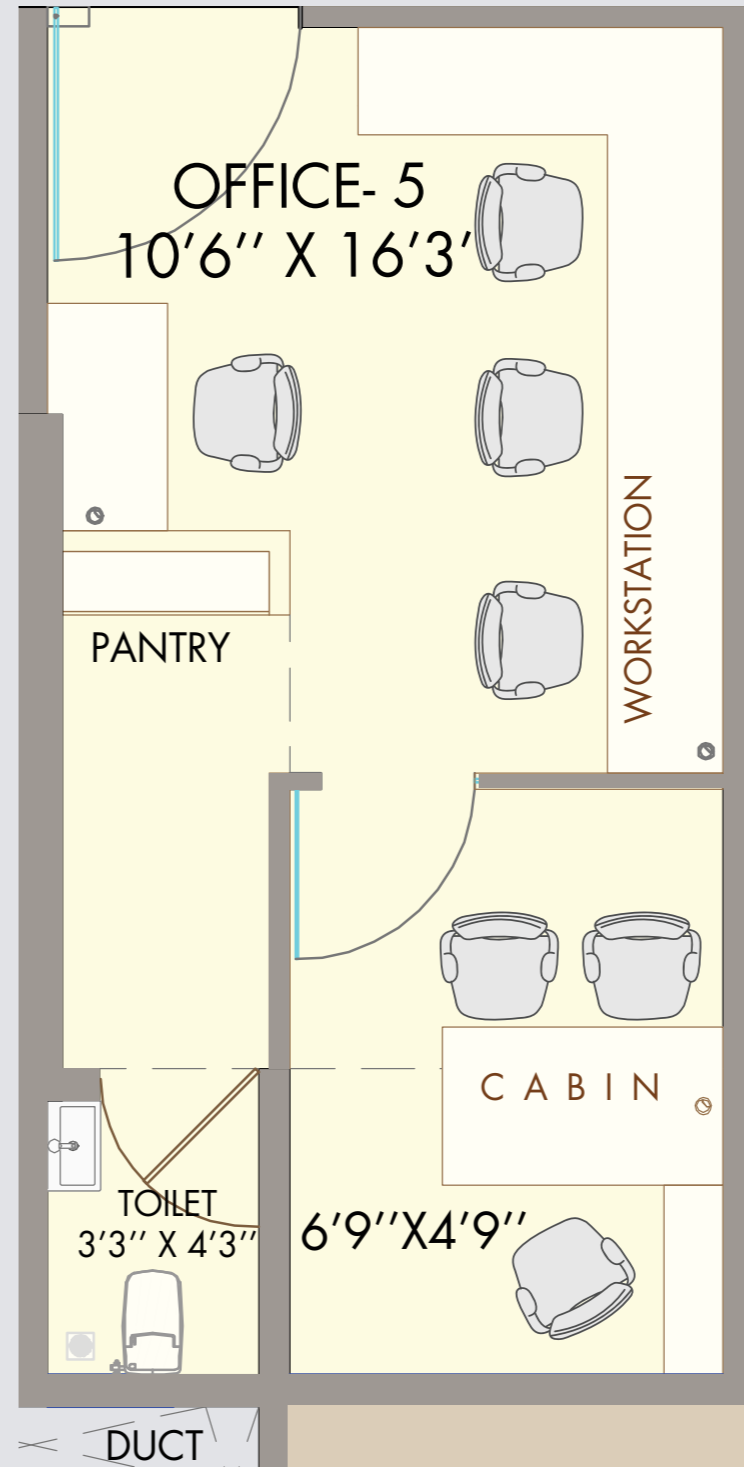 OFFICE- 5
10'6'' X 16'3'
WORKSTATION
PANTRY
CABIN
TOILET
3'3'' X 4'3''
6'9''X4'9''
DUCT